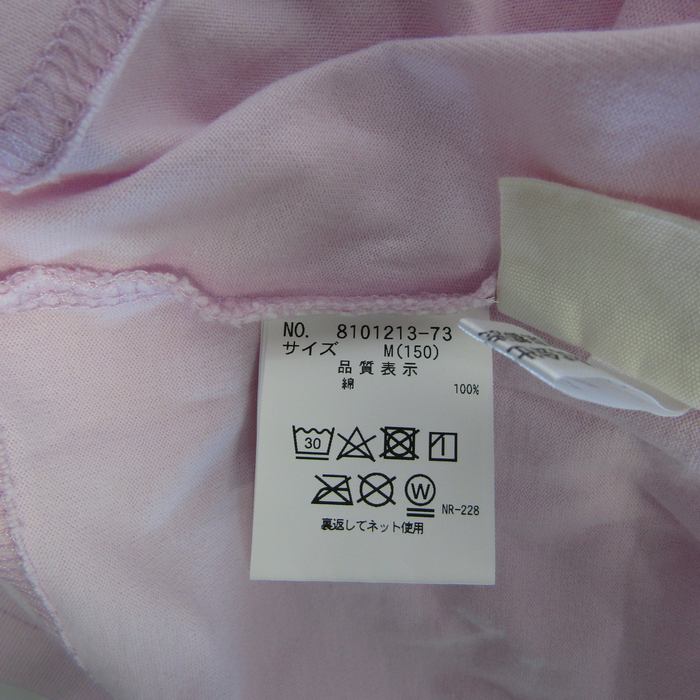 NO. 8101213-73
サイズ M(150)
品質表示
綿 100%
30
W
NR-228
裏返してネット使用